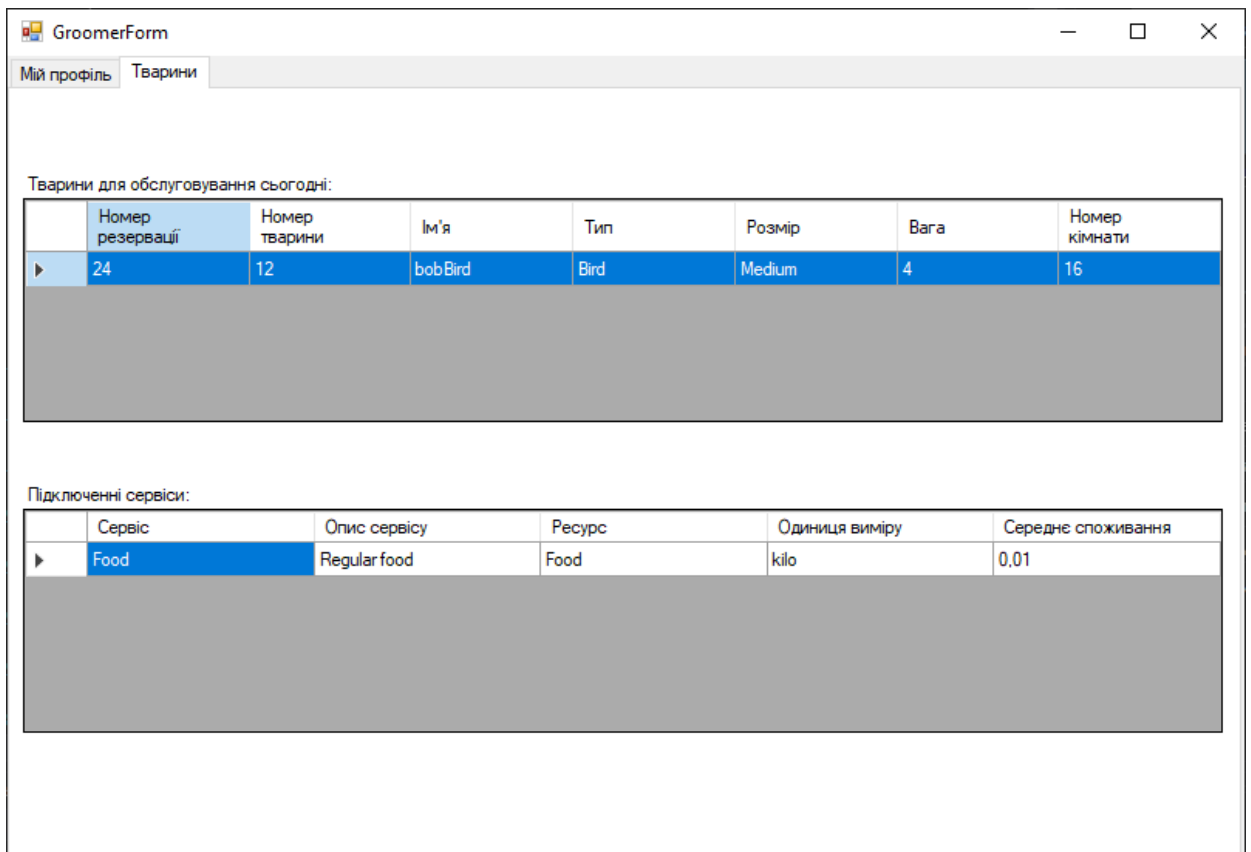 GroomerForm
Мій профіль Тварини
Тварини для обслуговування сьогодні:
Номер резервації Номер тварини Ім'я Тип Розмір Вага Номер кімнати
24 12 bobBird Bird Medium 4 16
Підключенні сервіси:
Сервіс Опис сервісу Ресурс Одиниця виміру Середнє споживання
Food Regular food Food kilo 0,01